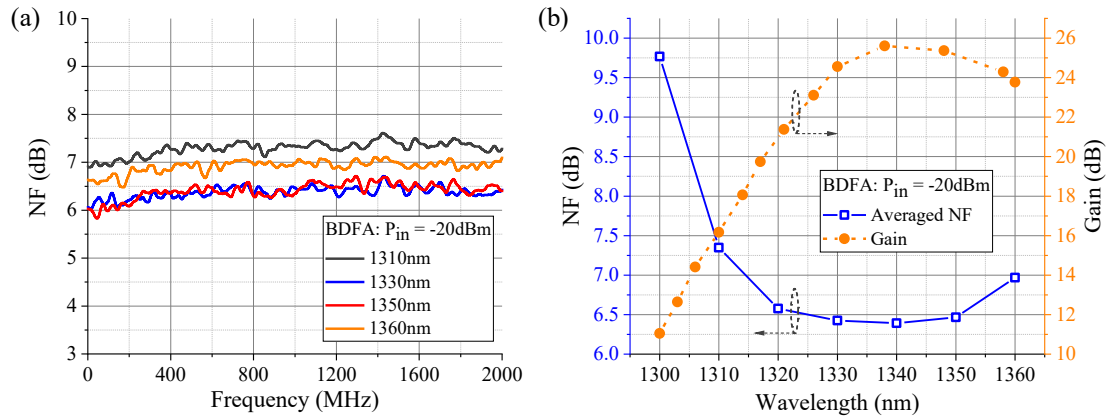 (a)
10
9
8
7
6
5
4
3
NF (dB)
0
400
800
1200
1600
2000
Frequency (MHz)
BDFA: Pin = -20dBm
1310nm
1330nm
1350nm
1360nm
(b)
10.0
9.5
9.0
8.5
8.0
7.5
7.0
6.5
6.0
NF (dB)
1300
1310
1320
1330
1340
1350
1360
Wavelength (nm)
BDFA: Pin = -20dBm
Averaged NF
Gain
26
24
22
20
18
16
14
12
10
Gain (dB)